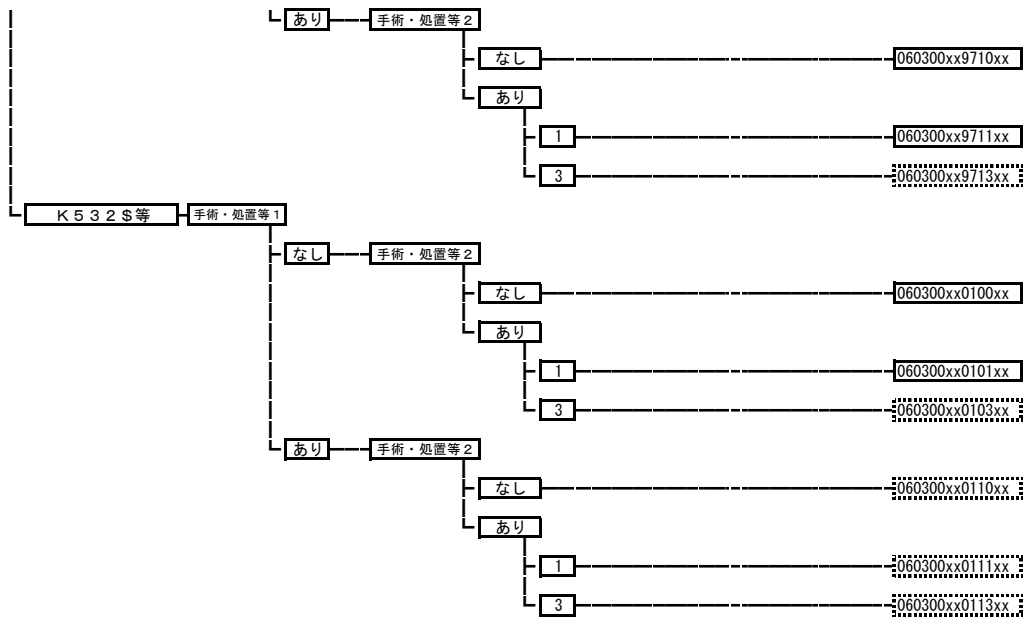 あり 手術・処置等2
なし 060300xx9710xx
あり
1 060300xx9711xx
3 060300xx9713xx
K532$等 手術・処置等1
なし 手術・処置等2
なし 060300xx0100xx
あり
1 060300xx0101xx
3 060300xx0103xx
あり 手術・処置等2
なし 060300xx0110xx
あり
1 060300xx0111xx
3 060300xx0113xx